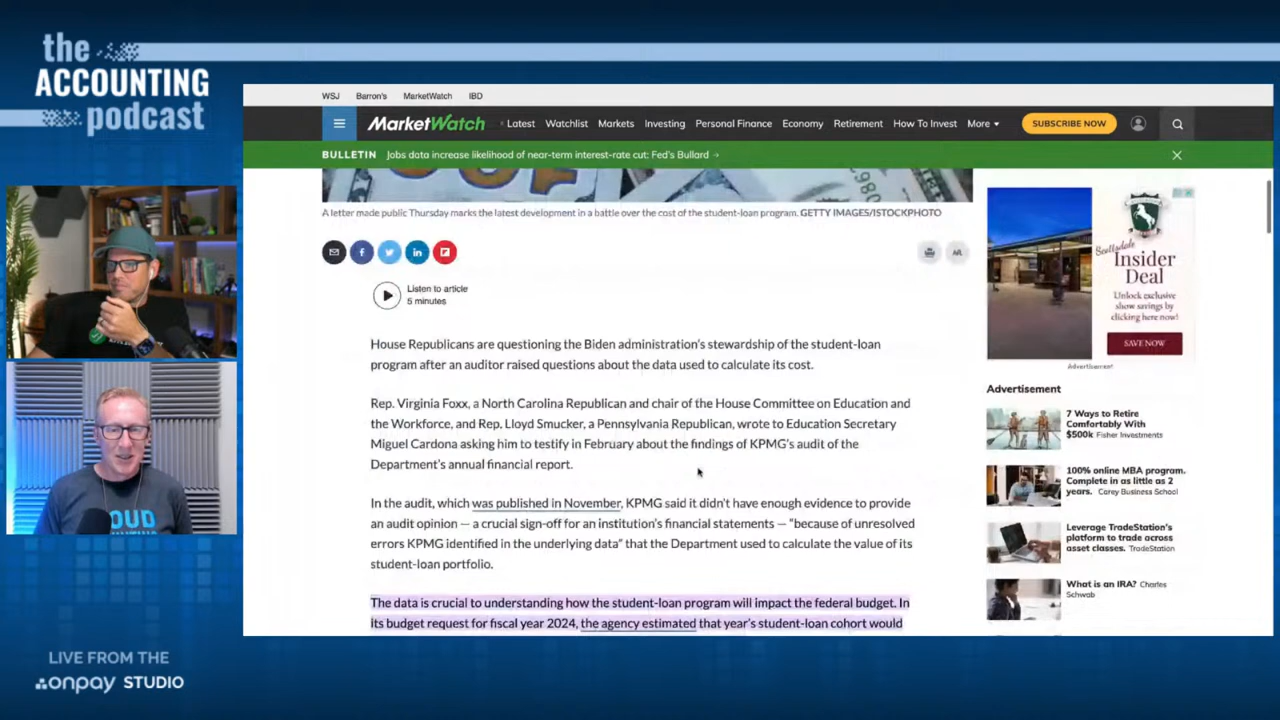 the
ACCOUNTING
podcast
WSJ Barron's MarketWatch IBD
MarketWatch Latest Watchlist Markets Investing Personal Finance Economy Retirement How To Invest More SUBSCRIBE NOW
BULLETIN Jobs data increase likelihood of near-term interest-rate cut: Fed's Bullard
A letter made public Thursday marks the latest development in a battle over the cost of the student-loan program. GETTY IMAGES/ISTOCKPHOTO
Listen to article
5 minutes
House Republicans are questioning the Biden administration's stewardship of the student-loan
program after an auditor raised questions about the data used to calculate its cost.
Rep. Virginia Foxx, a North Carolina Republican and chair of the House Committee on Education and
the Workforce, and Rep. Lloyd Smucker, a Pennsylvania Republican, wrote to Education Secretary
Miguel Cardona asking him to testify in February about the findings of KPMG's audit of the
Department's annual financial report.
In the audit, which was published in November, KPMG said it didn't have enough evidence to provide
an audit opinion — a crucial sign-off for an institution's financial statements — "because of unresolved
errors KPMG identified in the underlying data" that the Department used to calculate the value of its
student-loan portfolio.
The data is crucial to understanding how the student-loan program will impact the federal budget. In
its budget request for fiscal year 2024, the agency estimated that year's student-loan cohort would
Scottsdale
Insider
Deal
Unlock exclusive
show savings by
clicking here now!
SAVE NOW
Advertisement
Advertisement
7 Ways to Retire
Comfortably With
$500k Fisher Investments
100% online MBA program.
Complete in as little as 2
years. Carey Business School
Leverage TradeStation's
platform to trade across
asset classes. TradeStation
What is an IRA? Charles
Schwab
LIVE FROM THE
onpay STUDIO